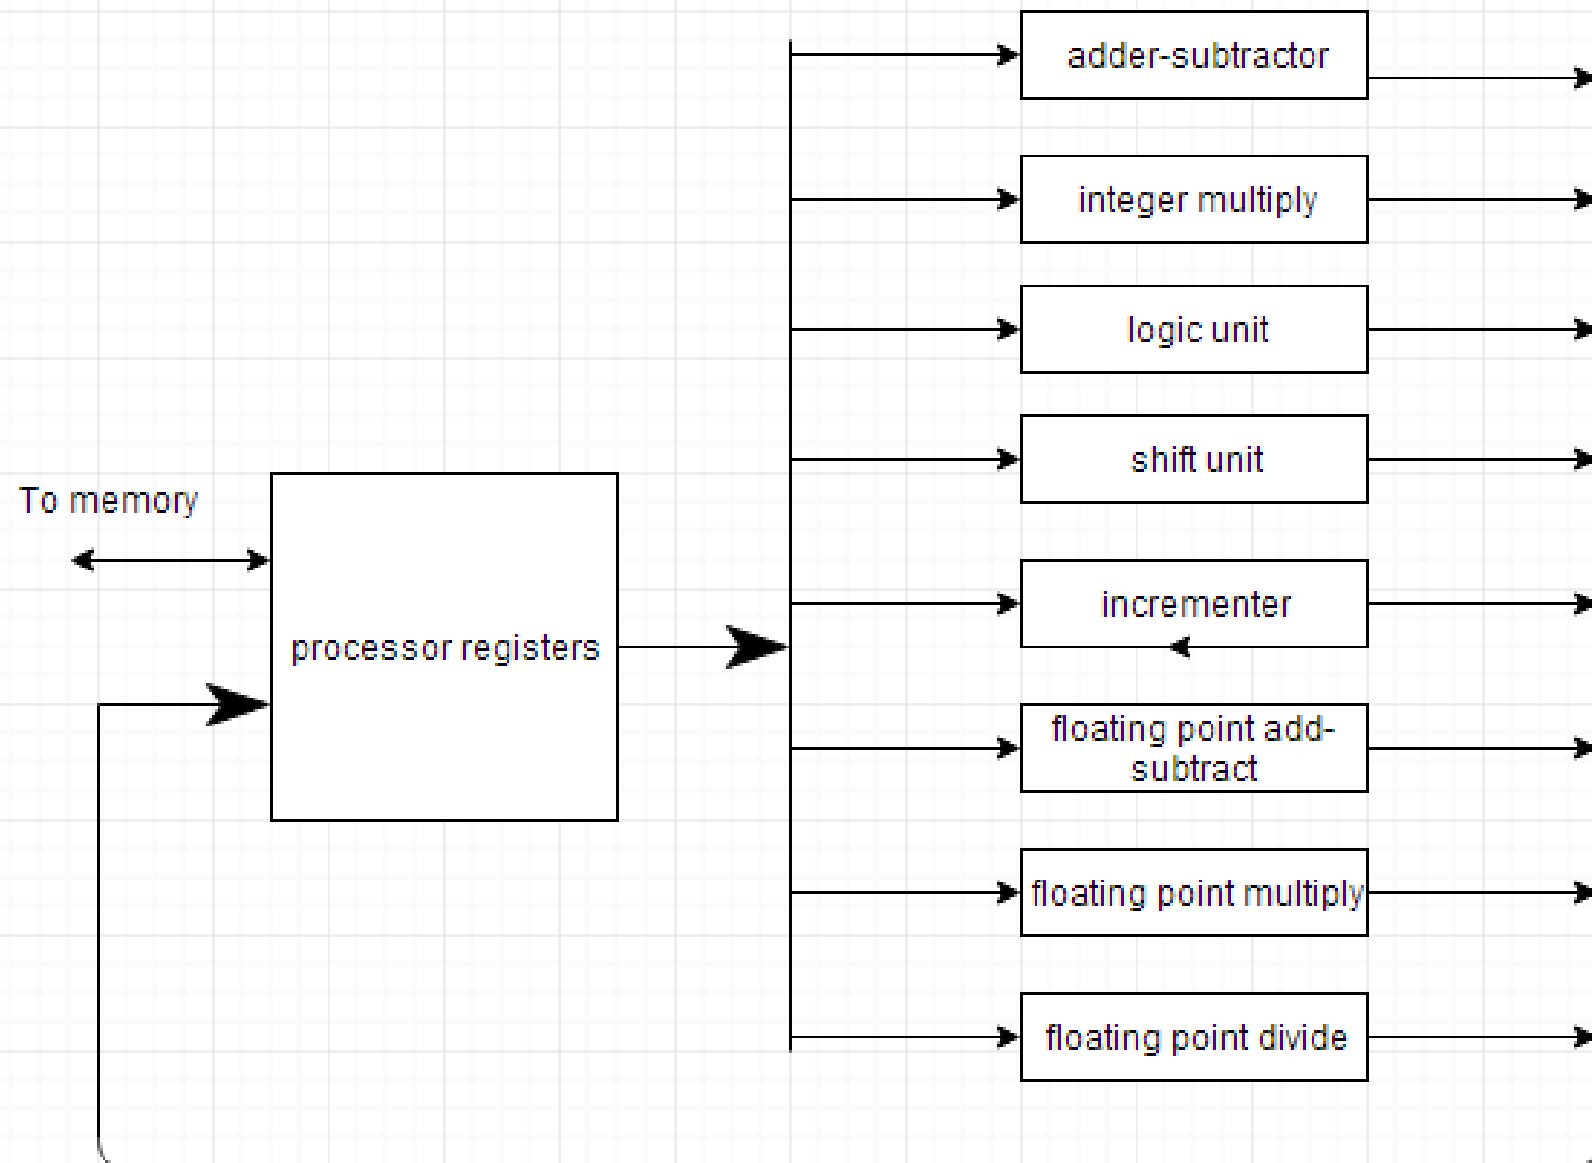 adder-subtractor
integer multiply
logic unit
shift unit
To memory
incrementer
processor registers
floating point add-
subtract
floating point multiply
floating point divide